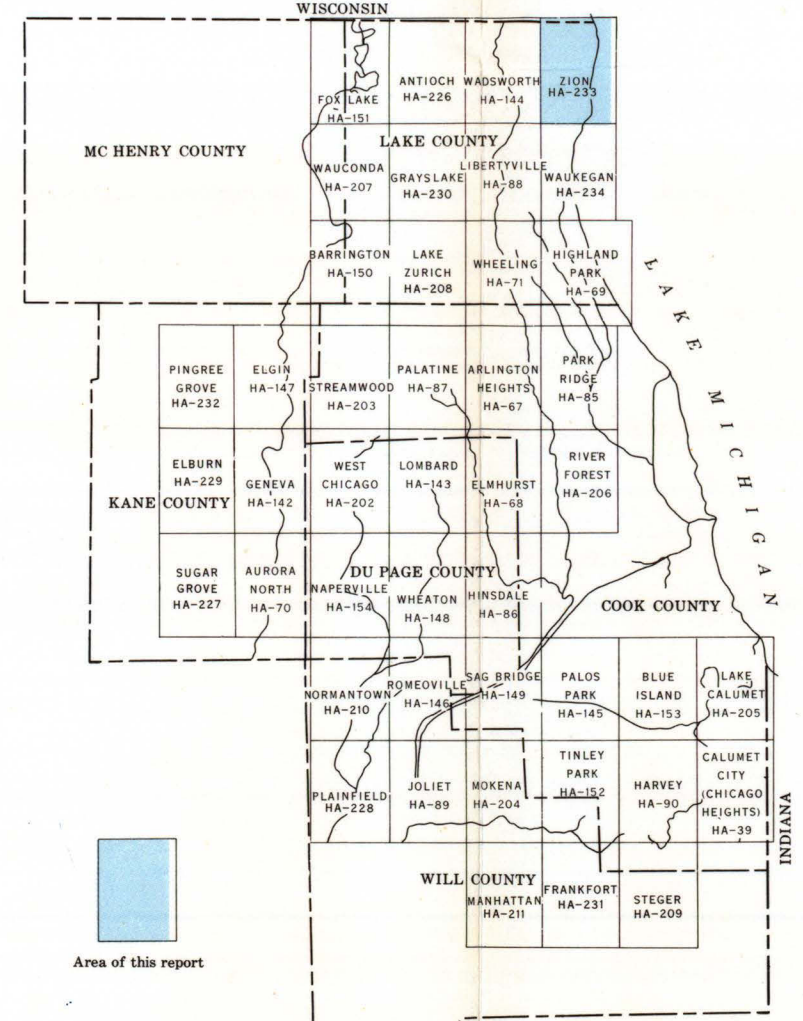 WISCONSIN
FOX LAKE
HA-151
ANTIOCH
HA-226
WADSWORTH
HA-144
ZION
HA-233
MC HENRY COUNTY
LAKE COUNTY
WAUCONDA
HA-207
GRAYSLAKE
HA-230
LIBERTYVILLE
HA-88
WAUKEGAN
HA-234
BARRINGTON
HA-150
LAKE
ZURICH
HA-208
WHEELING
HA-71
HIGHLAND
PARK
HA-69
LAKE MICHIGAN
PINGREE
GROVE
HA-232
ELGIN
HA-147
STREAMWOOD
HA-203
PALATINE
HA-87
ARLINGTON
HEIGHTS
HA-67
PARK
RIDGE
HA-85
ELBURN
HA-229
KANE COUNTY
GENEVA
HA-142
WEST
CHICAGO
HA-202
LOMBARD
HA-143
ELMHURST
HA-68
RIVER
FOREST
HA-206
SUGAR
GROVE
HA-227
AURORA
NORTH
HA-70
DU PAGE COUNTY
NAPERVILLE
HA-154
WHEATON
HA-148
HINSDALE
HA-86
COOK COUNTY
NORMANTOWN
HA-210
ROMEOVILLE
HA-146
SAG BRIDGE
HA-149
PALOS
PARK
HA-145
BLUE
ISLAND
HA-153
LAKE
CALUMET
HA-205
PLAINFIELD
HA-228
JOLIET
HA-89
MOKENA
HA-204
TINLEY
PARK
HA-152
HARVEY
HA-90
CALUMET
CITY
(CHICAGO
HEIGHTS)
HA-39
INDIANA
WILL COUNTY
MANHATTAN
HA-211
FRANKFORT
HA-231
STEGER
HA-209
Area of this report